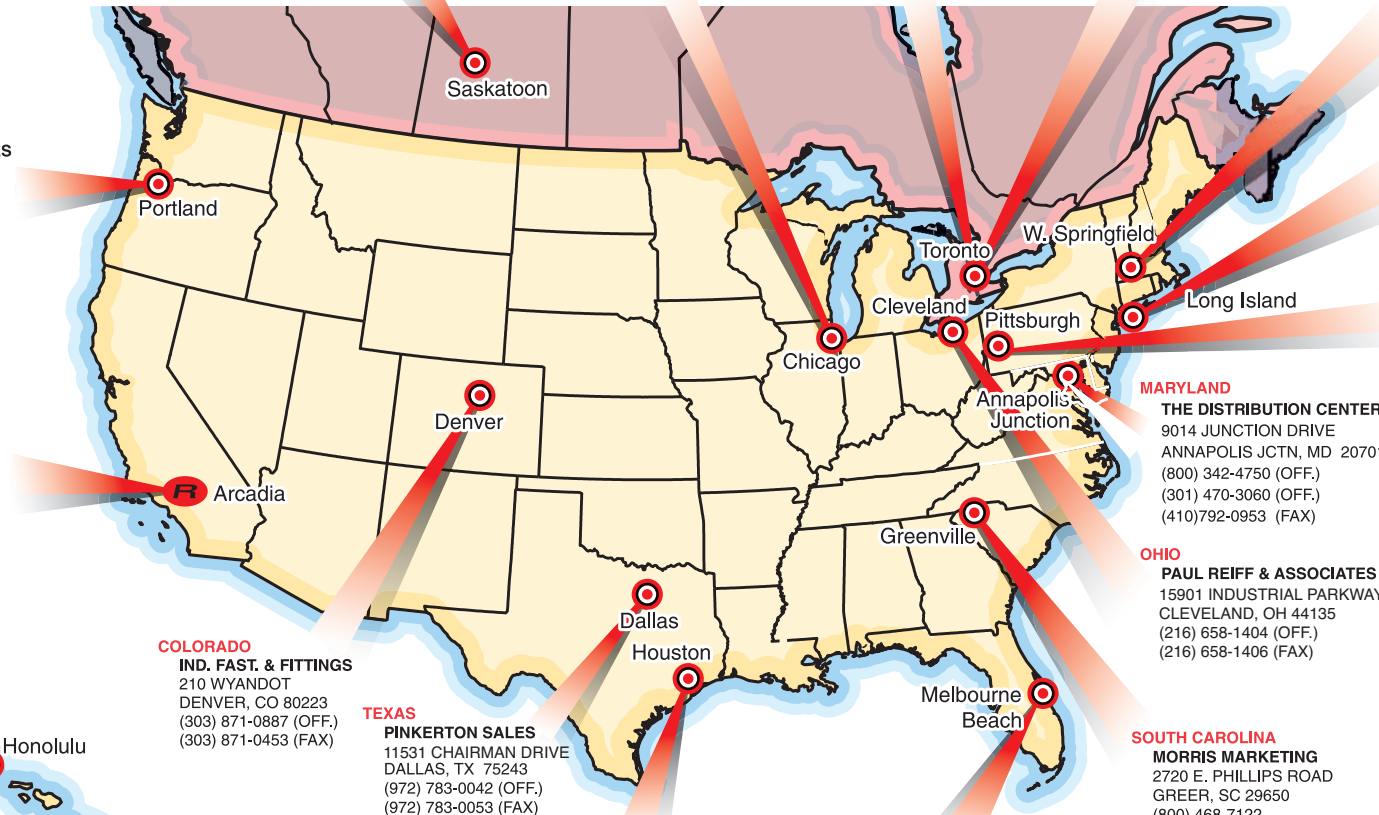 Saskatoon
S
Portland
W. Springfield
Toronto
Long Island
Cleveland
Pittsburgh
Chicago
MARYLAND
THE DISTRIBUTION CENTER
9014 JUNCTION DRIVE
ANNAPOLIS JCTN, MD 20701
(800) 342-4750 (OFF.)
(301) 470-3060 (OFF.)
(410)792-0953 (FAX)
Annapolis
Junction
Denver
R Arcadia
Greenville
OHIO
PAUL REIFF & ASSOCIATES
15901 INDUSTRIAL PARKWAY
CLEVELAND, OH 44135
(216) 658-1404 (OFF.)
(216) 658-1406 (FAX)
Dallas
Houston
COLORADO
IND. FAST. & FITTINGS
210 WYANDOT
DENVER, CO 80223
(303) 871-0887 (OFF.)
(303) 871-0453 (FAX)
Melbourne
Beach
TEXAS
PINKERTON SALES
11531 CHAIRMAN DRIVE
DALLAS, TX 75243
(972) 783-0042 (OFF.)
(972) 783-0053 (FAX)
Honolulu
SOUTH CAROLINA
MORRIS MARKETING
2720 E. PHILLIPS ROAD
GREER, SC 29650
(800) 468-7122